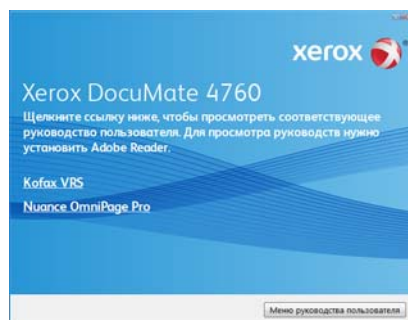 xerox
Xerox DocuMate 4760
Щелкните ссылку ниже, чтобы просмотреть соответствующее
руководство пользователя. Для просмотра руководств нужно
установить Adobe Reader.
Kofax VRS
Nuance OmniPage Pro
Меню руководства пользователя